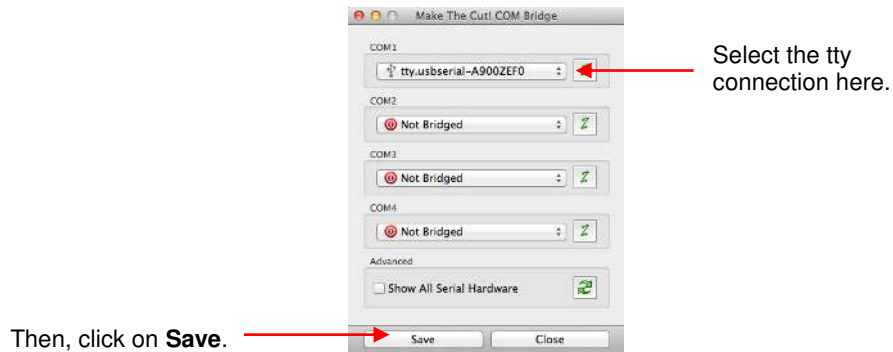 Make The Cut! COM Bridge
COM1
tty.usbserial-A900ZEF0
Select the tty
connection here.
COM2
Not Bridged
COM3
Not Bridged
COM4
Not Bridged
Advanced
Show All Serial Hardware
Then, click on Save.
Save
Close